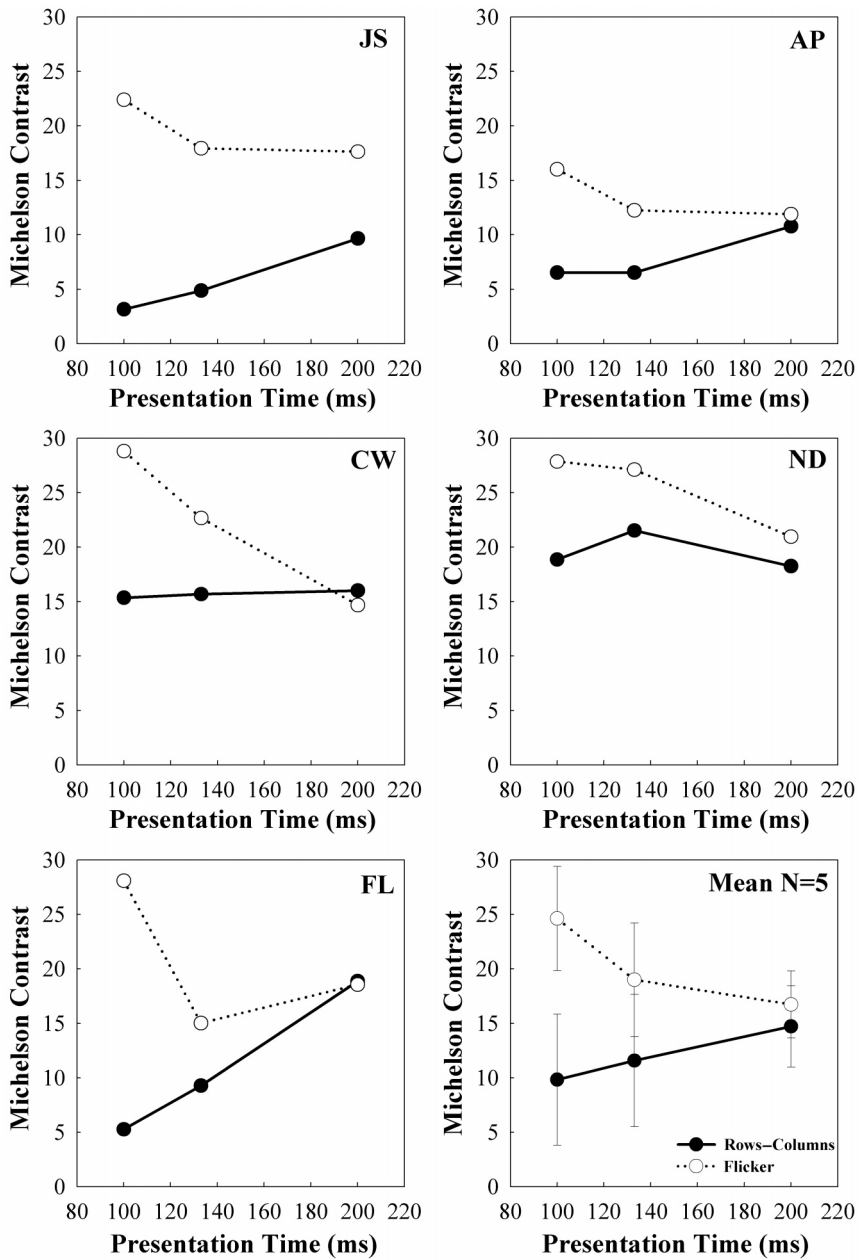 JS
Michelson Contrast
30
25
20
15
10
5
0
80 100 120 140 160 180 200 220
Presentation Time (ms)
AP
Michelson Contrast
30
25
20
15
10
5
0
80 100 120 140 160 180 200 220
Presentation Time (ms)
CW
Michelson Contrast
30
25
20
15
10
5
0
80 100 120 140 160 180 200 220
Presentation Time (ms)
ND
Michelson Contrast
30
25
20
15
10
5
0
80 100 120 140 160 180 200 220
Presentation Time (ms)
FL
Michelson Contrast
30
25
20
15
10
5
0
80 100 120 140 160 180 200 220
Presentation Time (ms)
Mean N=5
Michelson Contrast
30
25
20
15
10
5
0
Rows–Columns
Flicker
80 100 120 140 160 180 200 220
Presentation Time (ms)